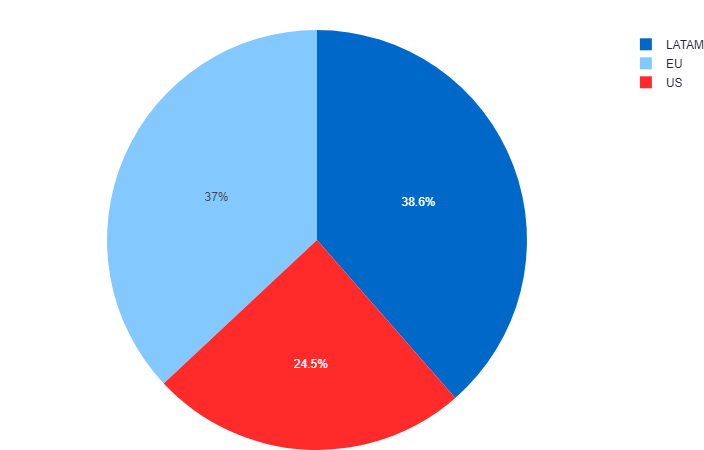 LATAM
EU
US
37%
38.6%
24.5%